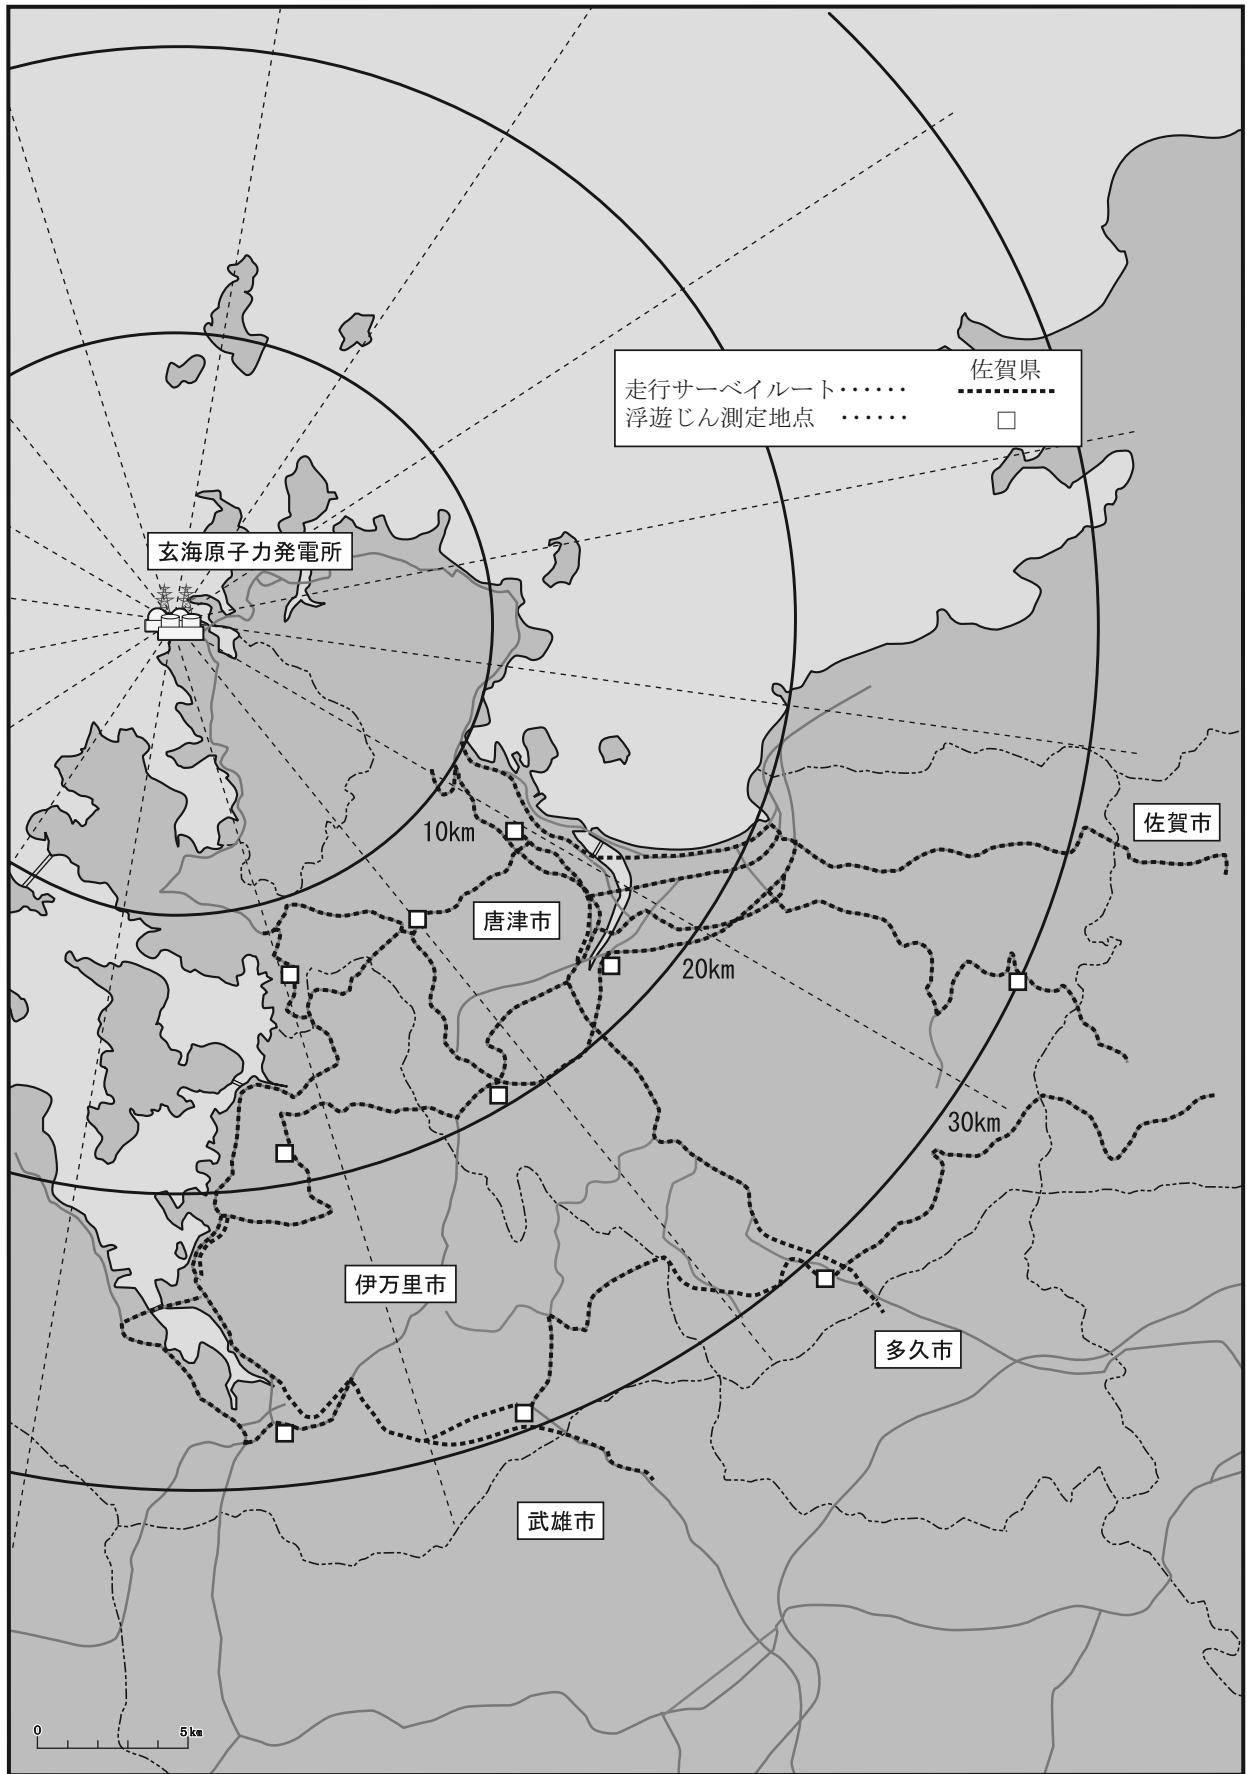 佐賀県
走行サーベイルート‥‥‥
浮遊じん測定地点 ‥‥‥ □
玄海原子力発電所
佐賀市
10km
唐津市
20km
30km
伊万里市
多久市
武雄市
0 5km